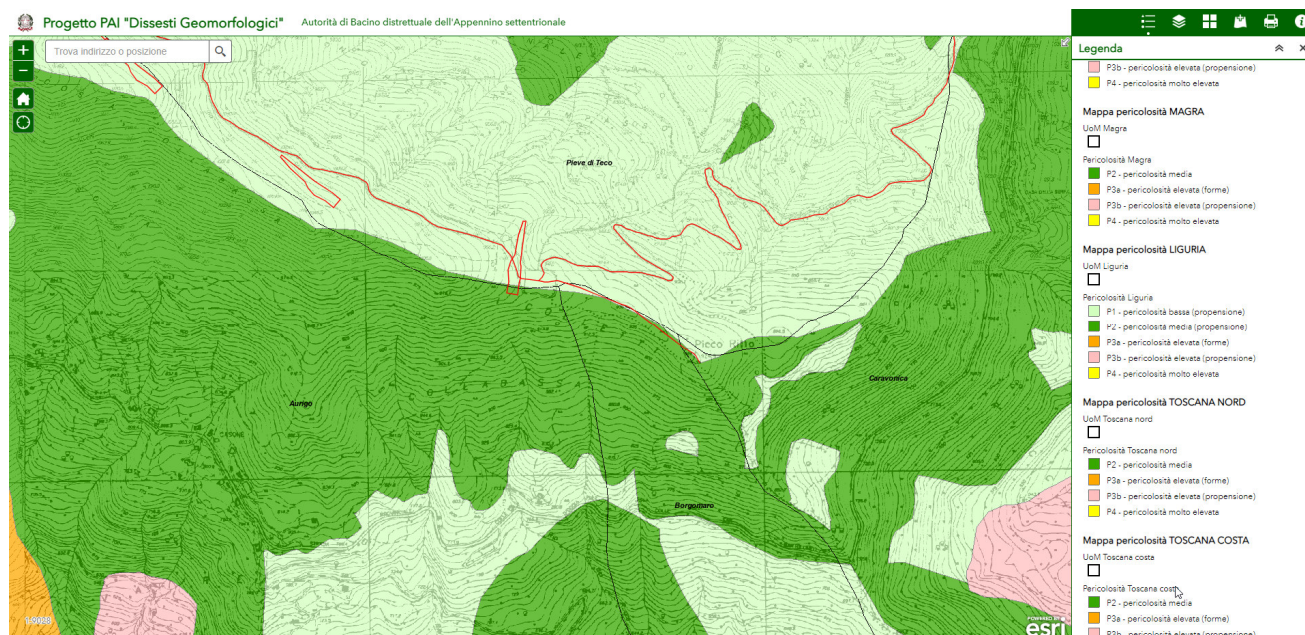 Progetto PAI "Dissesti Geomorfologici"
Autorità di Bacino distrettuale dell'Appennino settentrionale
Trova indirizzo o posizione
Legenda
P3b - pericolosità elevata (propensione)
P4 - pericolosità molto elevata
Mappa pericolosità MAGRA
UoM Magra
Pericolosità Magra
P2 - pericolosità media
P3a - pericolosità elevata (forme)
P3b - pericolosità elevata (propensione)
P4 - pericolosità molto elevata
Mappa pericolosità LIGURIA
UoM Liguria
Pericolosità Liguria
P1 - pericolosità bassa (propensione)
P2 - pericolosità media (propensione)
P3a - pericolosità elevata (forme)
P3b - pericolosità elevata (propensione)
P4 - pericolosità molto elevata
Mappa pericolosità TOSCANA NORD
UoM Toscana nord
Pericolosità Toscana nord
P2 - pericolosità media
P3a - pericolosità elevata (forme)
P3b - pericolosità elevata (propensione)
P4 - pericolosità molto elevata
Mappa pericolosità TOSCANA COSTA
UoM Toscana costa
Pericolosità Toscana costa
P2 - pericolosità media
P3a - pericolosità elevata (forme)
P3b - pericolosità elevata (propensione)
Pieve di Teco
Caravonica
Aurigo
Borgomaro
POWERED BY
esri